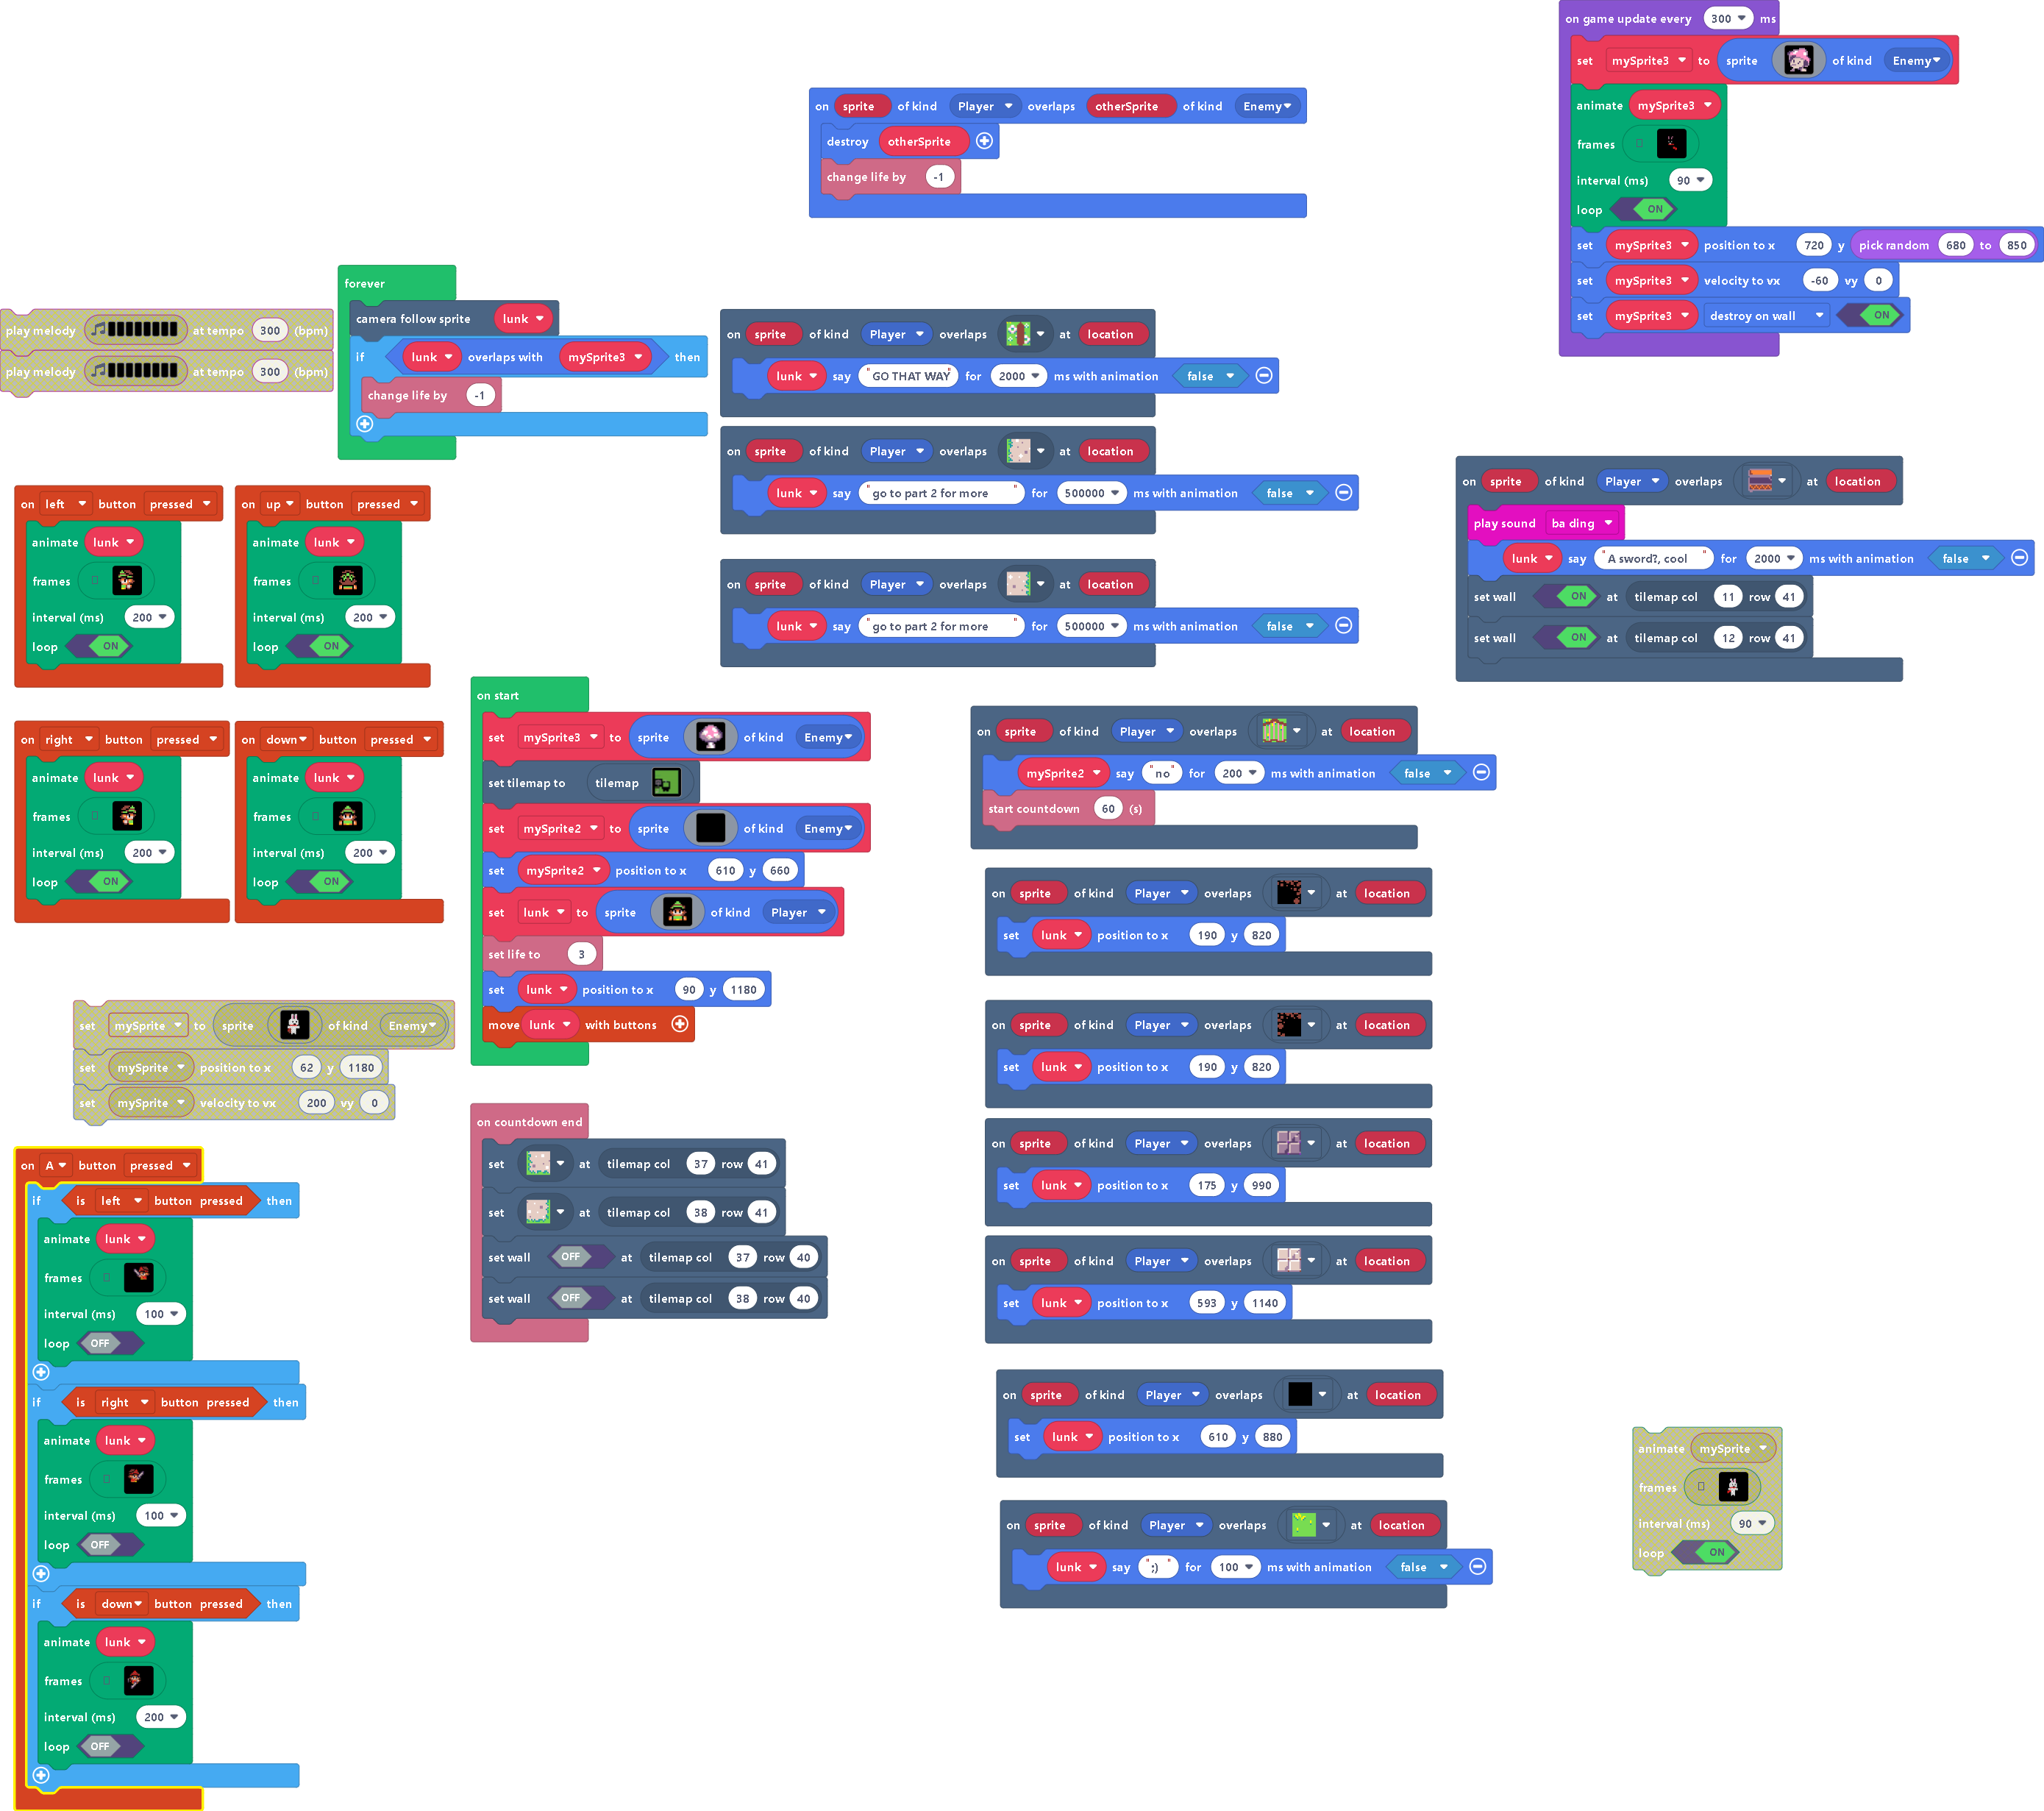 on game update every 300 ms
set mySprite3 to sprite of kind Enemy
animate mySprite3
frames
interval (ms) 90
loop ON
set mySprite3 position to x 720 y pick random 680 to 850
set mySprite3 velocity to vx -60 vy 0
set mySprite3 destroy on wall ON
on sprite of kind Player overlaps otherSprite of kind Enemy
destroy otherSprite
change life by -1
play melody at tempo 300 (bpm)
play melody at tempo 300 (bpm)
forever
camera follow sprite lunk
if lunk overlaps with mySprite3 then
change life by -1
on sprite of kind Player overlaps at location
lunk say "GO THAT WAY" for 2000 ms with animation false
on sprite of kind Player overlaps at location
lunk say "go to part 2 for more" for 500000 ms with animation false
on sprite of kind Player overlaps at location
lunk say "go to part 2 for more" for 500000 ms with animation false
on sprite of kind Player overlaps at location
play sound ba ding
lunk say "A sword?, cool" for 2000 ms with animation false
set wall ON at tilemap col 11 row 41
set wall ON at tilemap col 12 row 41
on left button pressed
animate lunk
frames
interval (ms) 200
loop ON
on up button pressed
animate lunk
frames
interval (ms) 200
loop ON
on right button pressed
animate lunk
frames
interval (ms) 200
loop ON
on down button pressed
animate lunk
frames
interval (ms) 200
loop ON
on start
set mySprite3 to sprite of kind Enemy
set tilemap to tilemap
set mySprite2 to sprite of kind Enemy
set mySprite2 position to x 610 y 660
set lunk to sprite of kind Player
set life to 3
set lunk position to x 90 y 1180
move lunk with buttons
on sprite of kind Player overlaps at location
mySprite2 say "no" for 200 ms with animation false
start countdown 60 (s)
on sprite of kind Player overlaps at location
set lunk position to x 190 y 820
on sprite of kind Player overlaps at location
set lunk position to x 190 y 820
on sprite of kind Player overlaps at location
set lunk position to x 175 y 990
on sprite of kind Player overlaps at location
set lunk position to x 593 y 1140
on sprite of kind Player overlaps at location
set lunk position to x 610 y 880
on sprite of kind Player overlaps at location
lunk say ";)" for 100 ms with animation false
set mySprite to sprite of kind Enemy
set mySprite position to x 62 y 1180
set mySprite velocity to vx 200 vy 0
on countdown end
set at tilemap col 37 row 41
set at tilemap col 38 row 41
set wall OFF at tilemap col 37 row 40
set wall OFF at tilemap col 38 row 40
on A button pressed
if is left button pressed then
animate lunk
frames
interval (ms) 100
loop OFF
if is right button pressed then
animate lunk
frames
interval (ms) 100
loop OFF
if is down button pressed then
animate lunk
frames
interval (ms) 200
loop OFF
animate mySprite
frames
interval (ms) 90
loop ON